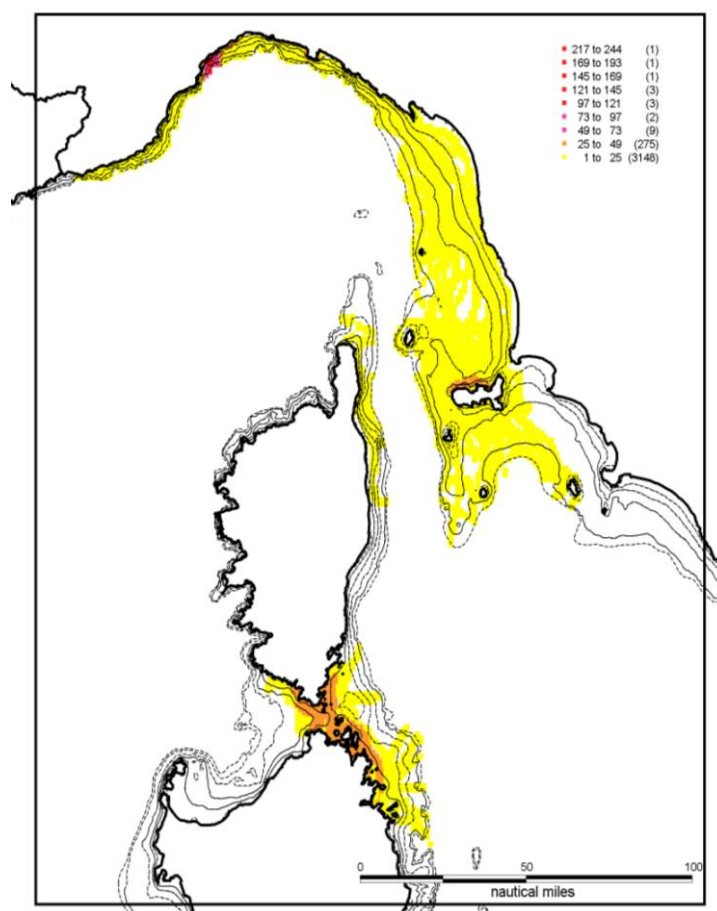 217 to 244 (1)
169 to 193 (1)
145 to 169 (1)
121 to 145 (3)
97 to 121 (3)
73 to 97 (2)
49 to 73 (9)
25 to 49 (275)
1 to 25 (3148)
0 50 100
nautical miles